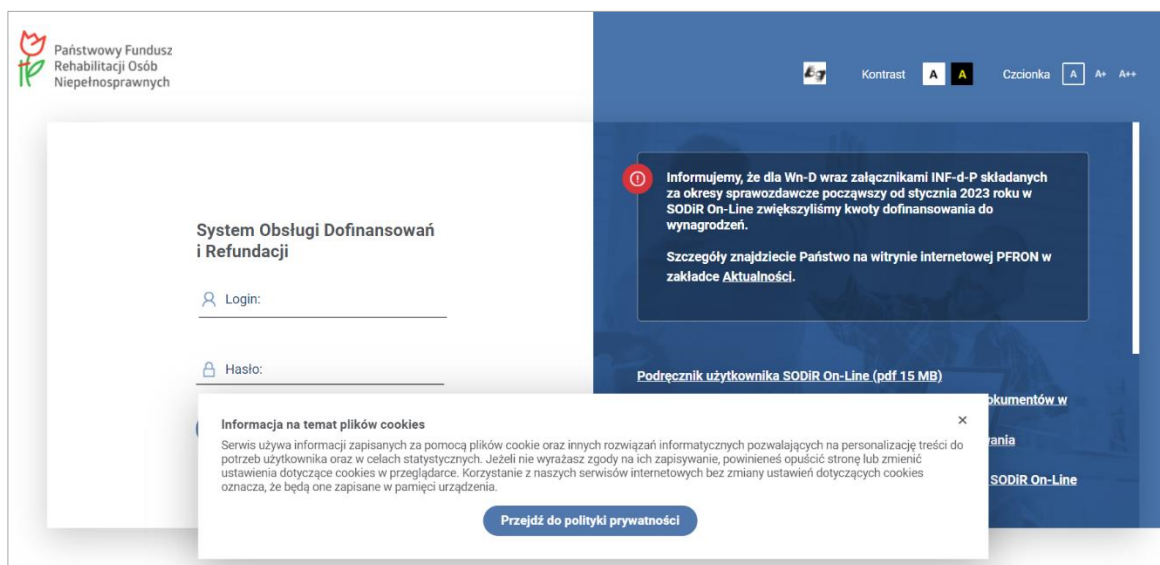 Państwowy Fundusz
Rehabilitacji Osób
Niepełnosprawnych
Kontrast A A Czcionka A A+ A++
System Obsługi Dofinansowań
i Refundacji
Login:
Hasło:
Informujemy, że dla Wn-D wraz załącznikami INF-d-P składanych
za okresy sprawozdawcze począwszy od stycznia 2023 roku w
SODiR On-Line zwiększyliśmy kwoty dofinansowania do
wynagrodzeń.
Szczegóły znajdziecie Państwo na witrynie internetowej PFRON w
zakładce Aktualności.
Podręcznik użytkownika SODiR On-Line (pdf 15 MB)
okumentów w
ania
SODiR On-Line
Informacja na temat plików cookies
Serwis używa informacji zapisanych za pomocą plików cookie oraz innych rozwiązań informatycznych pozwalających na personalizację treści do
potrzeb użytkownika oraz w celach statystycznych. Jeżeli nie wyrażasz zgody na ich zapisywanie, powinieneś opuścić stronę lub zmienić
ustawienia dotyczące cookies w przeglądarce. Korzystanie z naszych serwisów internetowych bez zmiany ustawień dotyczących cookies
oznacza, że będą one zapisane w pamięci urządzenia.
Przejdź do polityki prywatności